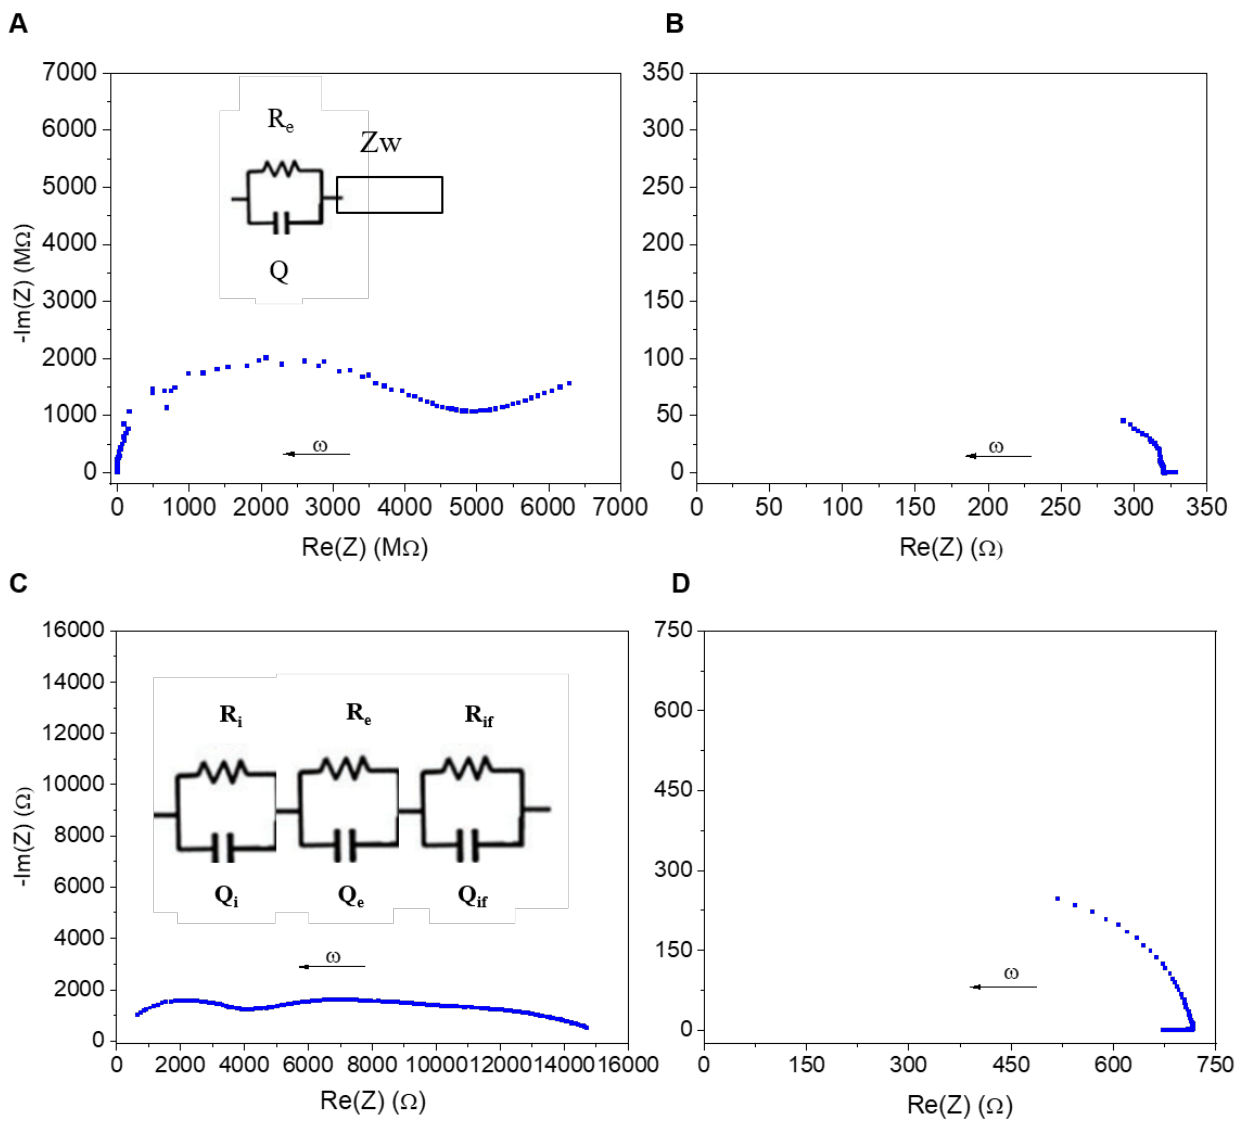 A
7000
6000
5000
4000
3000
2000
1000
0
-Im(Z) (MΩ)
Re
Zw
Q
ω
0 1000 2000 3000 4000 5000 6000 7000
Re(Z) (MΩ)
B
350
300
250
200
150
100
50
0
ω
0 50 100 150 200 250 300 350
Re(Z) (Ω)
C
16000
14000
12000
10000
8000
6000
4000
2000
0
-Im(Z) (Ω)
Ri Re Rif
Qi Qe Qif
ω
0 2000 4000 6000 8000 10000 12000 14000 16000
Re(Z) (Ω)
D
750
600
450
300
150
0
ω
0 150 300 450 600 750
Re(Z) (Ω)